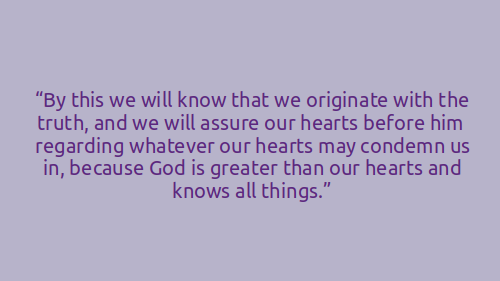 “By this we will know that we originate with the
truth, and we will assure our hearts before him
regarding whatever our hearts may condemn us
in, because God is greater than our hearts and
knows all things.”